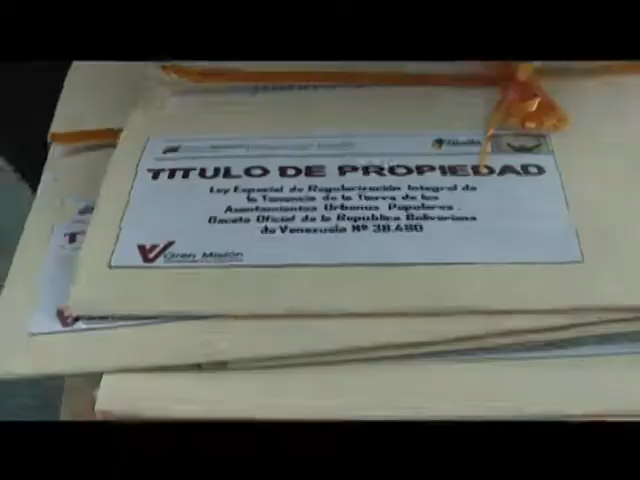 TITULO DE PROPIEDAD
Ley Especial de Regularización Integral de
la Tenencia de la Tierra de los
Asentamientos Urbanos Populares .
Gaceta Oficial de la República Bolivariana
de Venezuela Nº 38.480
Gran Misión